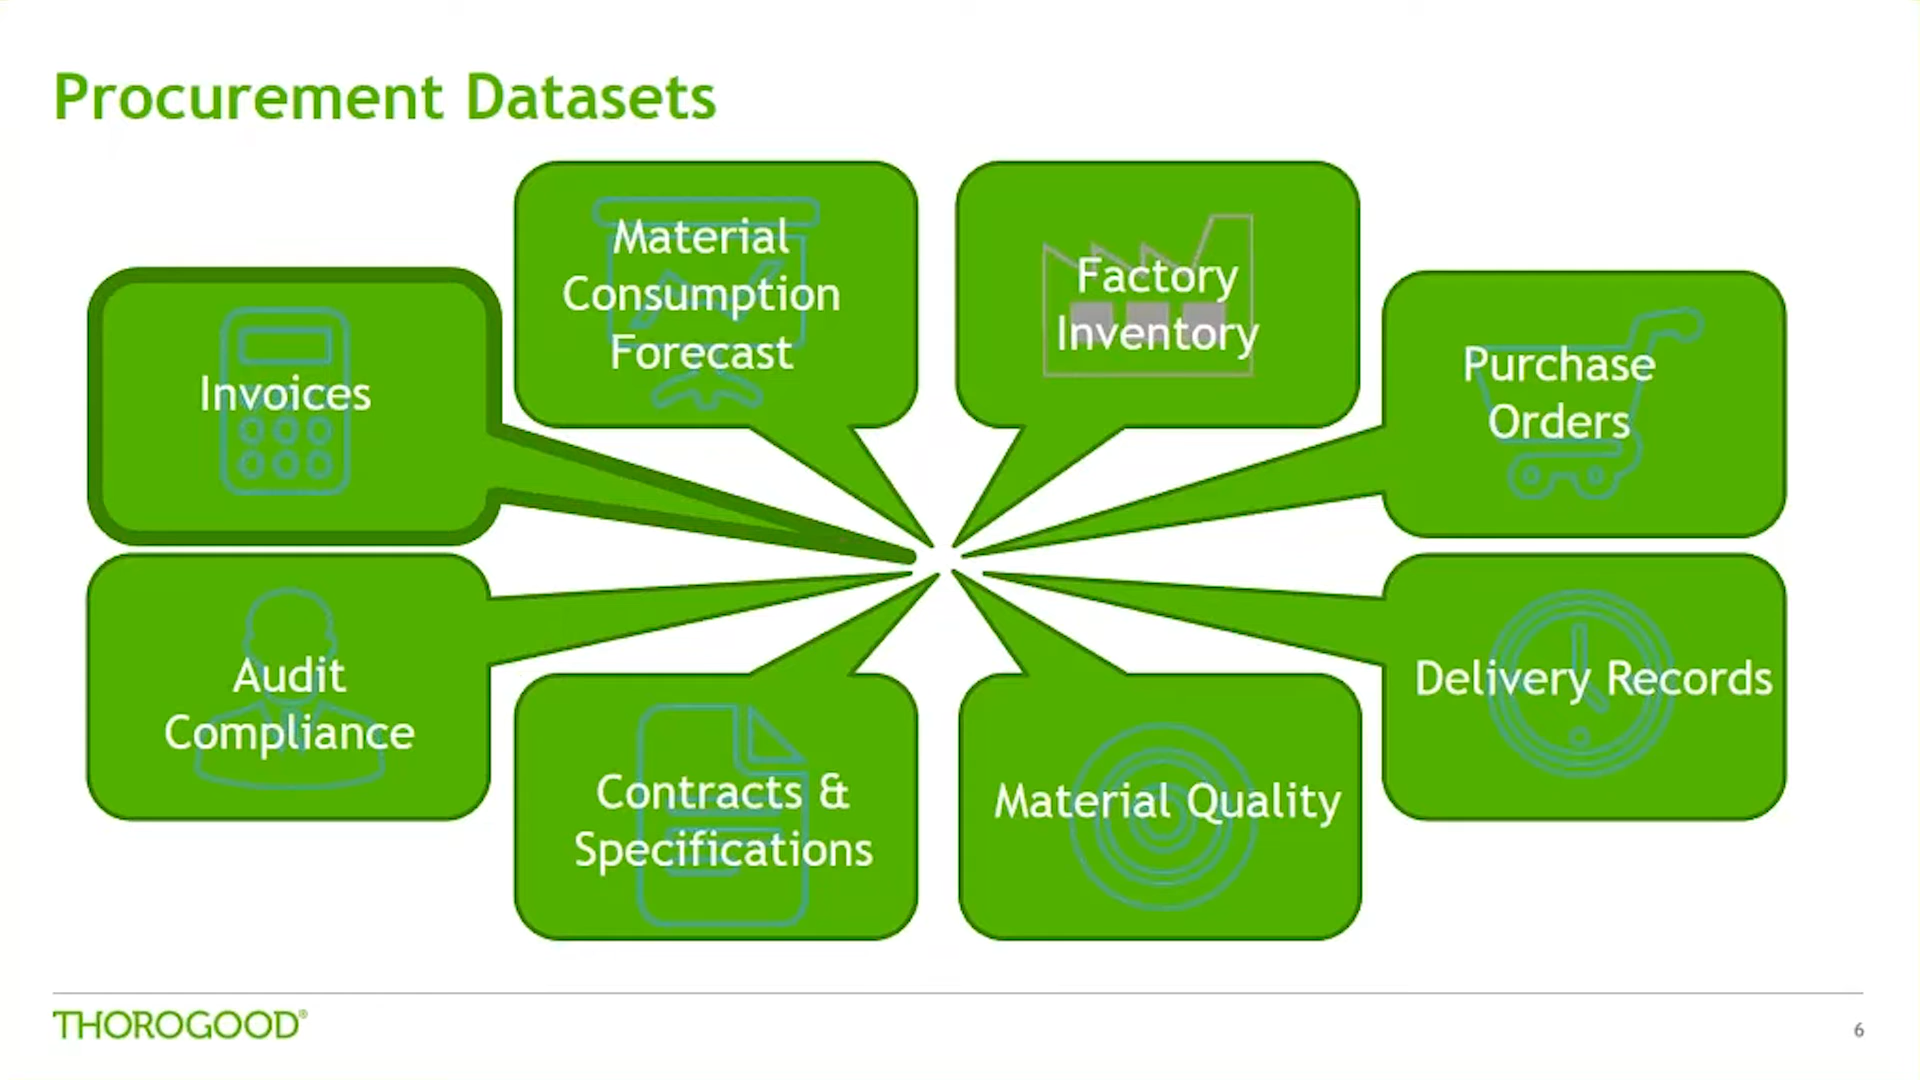 Procurement Datasets
Material
Consumption
Forecast
Factory
Inventory
Invoices
Purchase
Orders
Audit
Compliance
Delivery Records
Contracts &
Specifications
Material Quality
THOROGOOD®
6